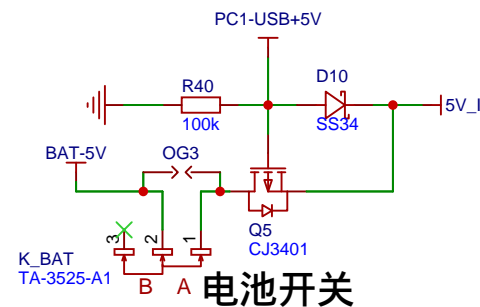 PC1-USB+5V
R40
100k
D10
SS34
5V_I
BAT-5V
OG3
3
2
1
Q5
CJ3401
K_BAT
TA-3525-A1
B
A
电池开关